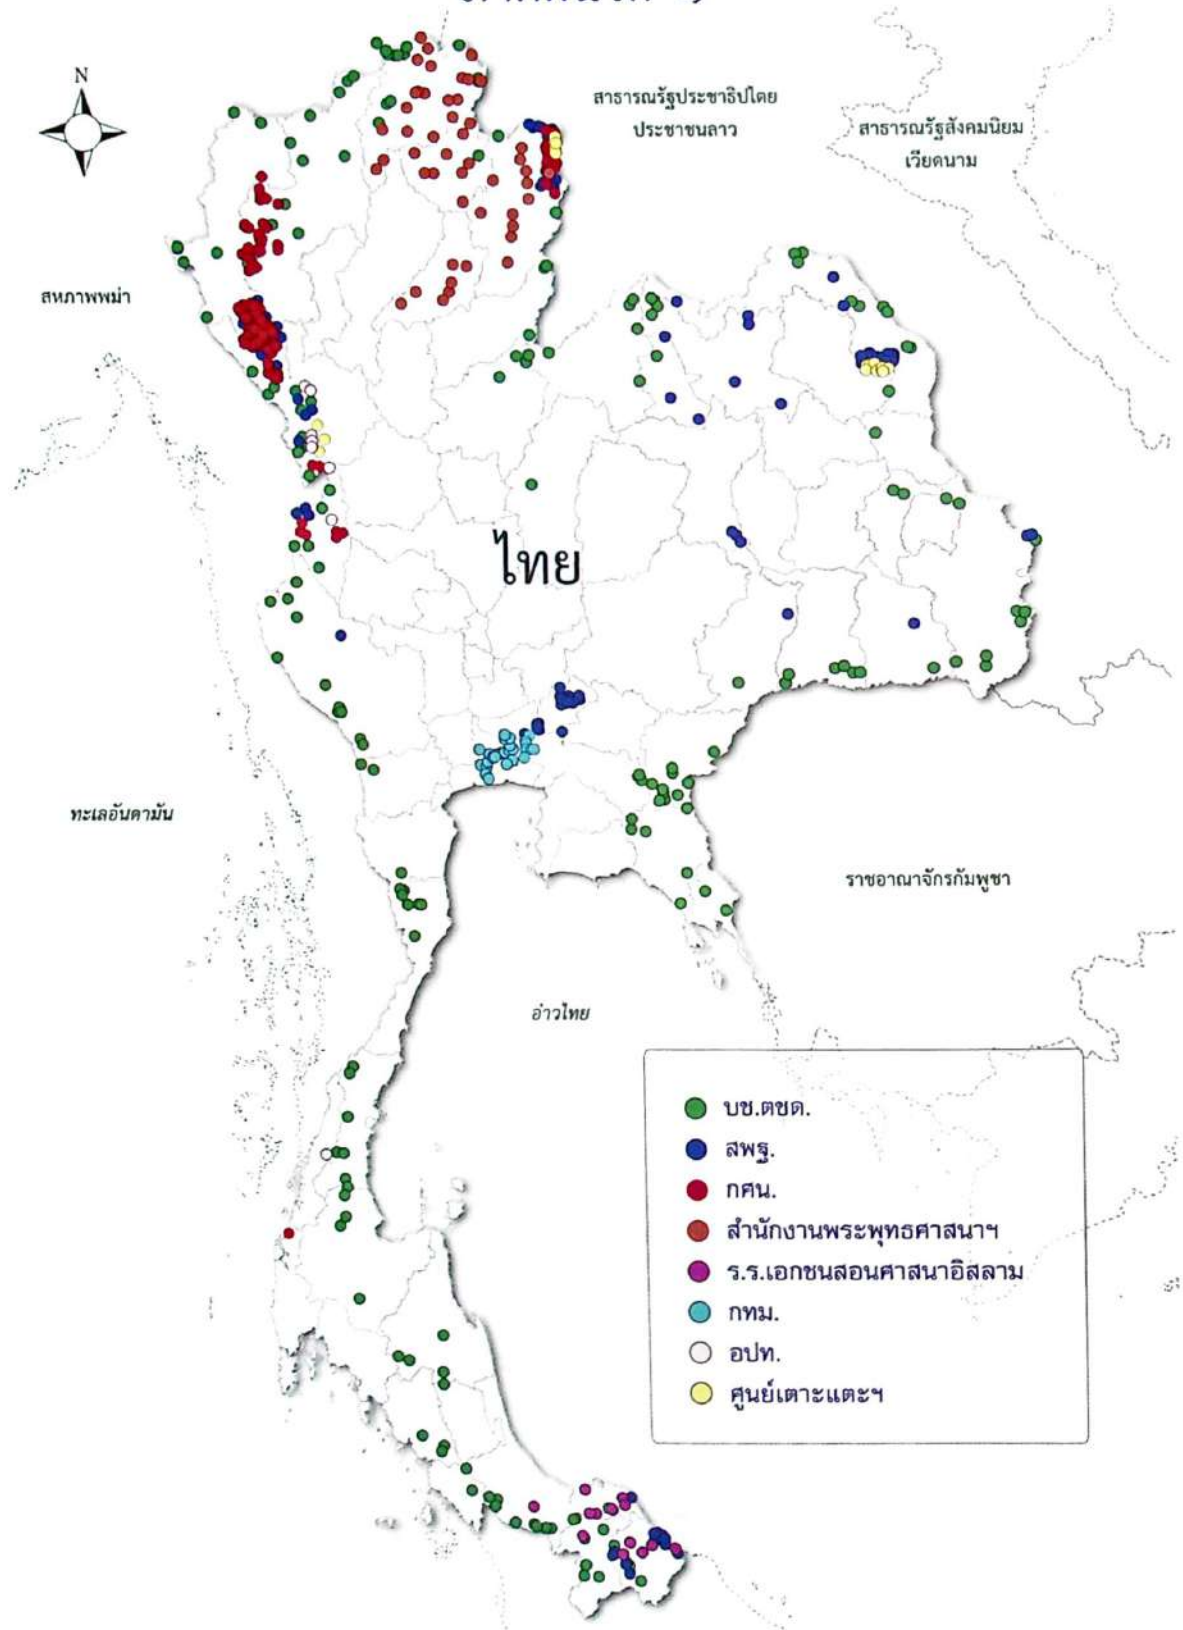 N
สาธารณรัฐประชาธิปไตย
ประชาชนลาว
สาธารณรัฐสังคมนิยม
เวียดนาม
สหภาพพม่า
ไทย
ทะเลอันดามัน
ราชอาณาจักรกัมพูชา
อ่าวไทย
บช.ตชด.
สพฐ.
กศน.
สำนักงานพระพุทธศาสนาฯ
ร.ร.เอกชนสอนศาสนาอิสลาม
กทม.
อปท.
ศูนย์เตาะแตะฯ